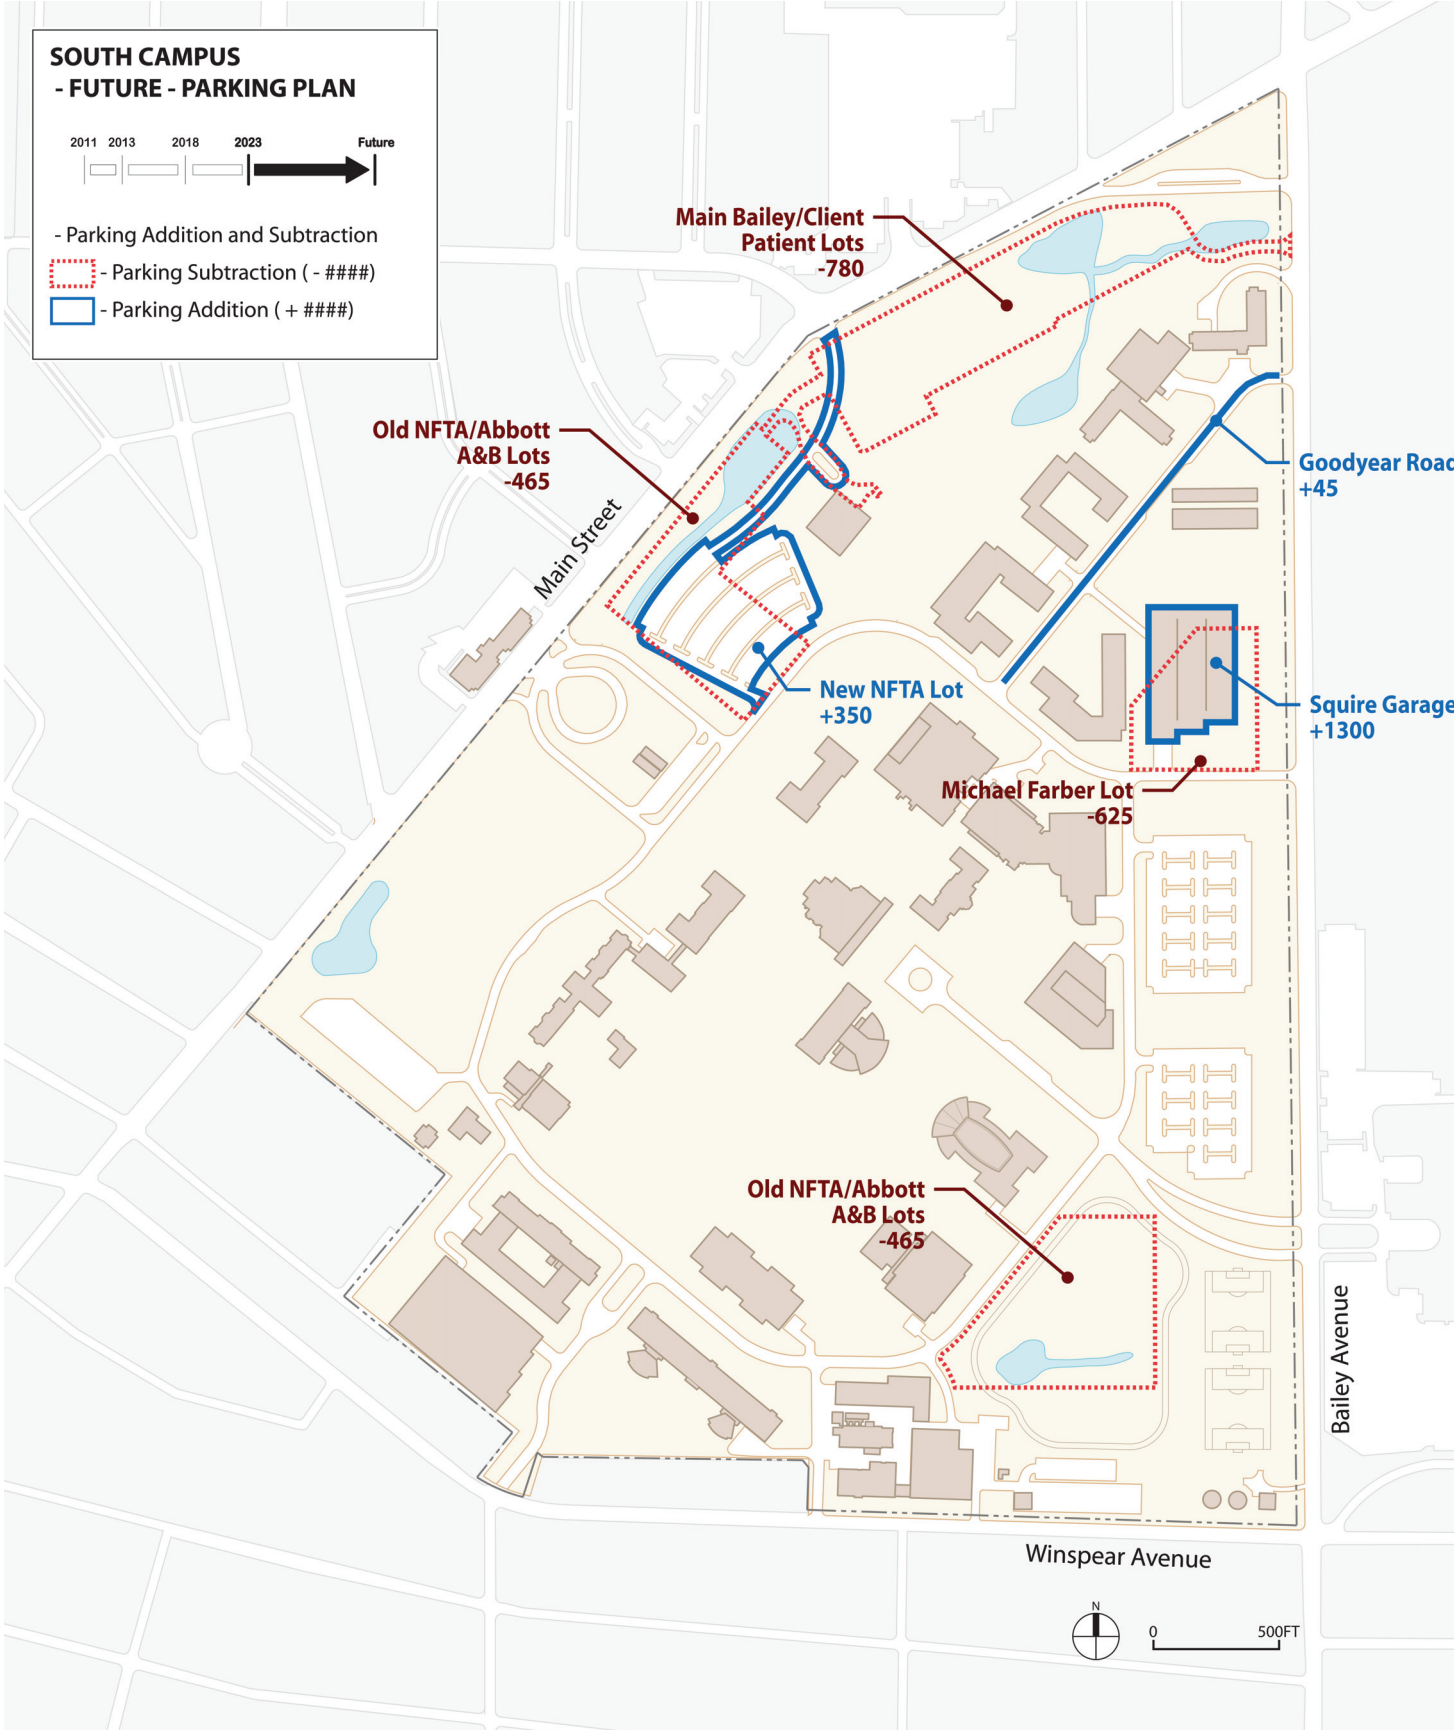 SOUTH CAMPUS
- FUTURE - PARKING PLAN
2011 2013 2018 2023 Future
- Parking Addition and Subtraction
- Parking Subtraction ( - ####)
- Parking Addition ( + ####)
Main Bailey/Client
Patient Lots
-780
Old NFTA/Abbott
A&B Lots
-465
Main Street
Goodyear Road
+45
New NFTA Lot
+350
Squire Garage
+1300
Michael Farber Lot
-625
Old NFTA/Abbott
A&B Lots
-465
Bailey Avenue
Winspear Avenue
N
0 500FT